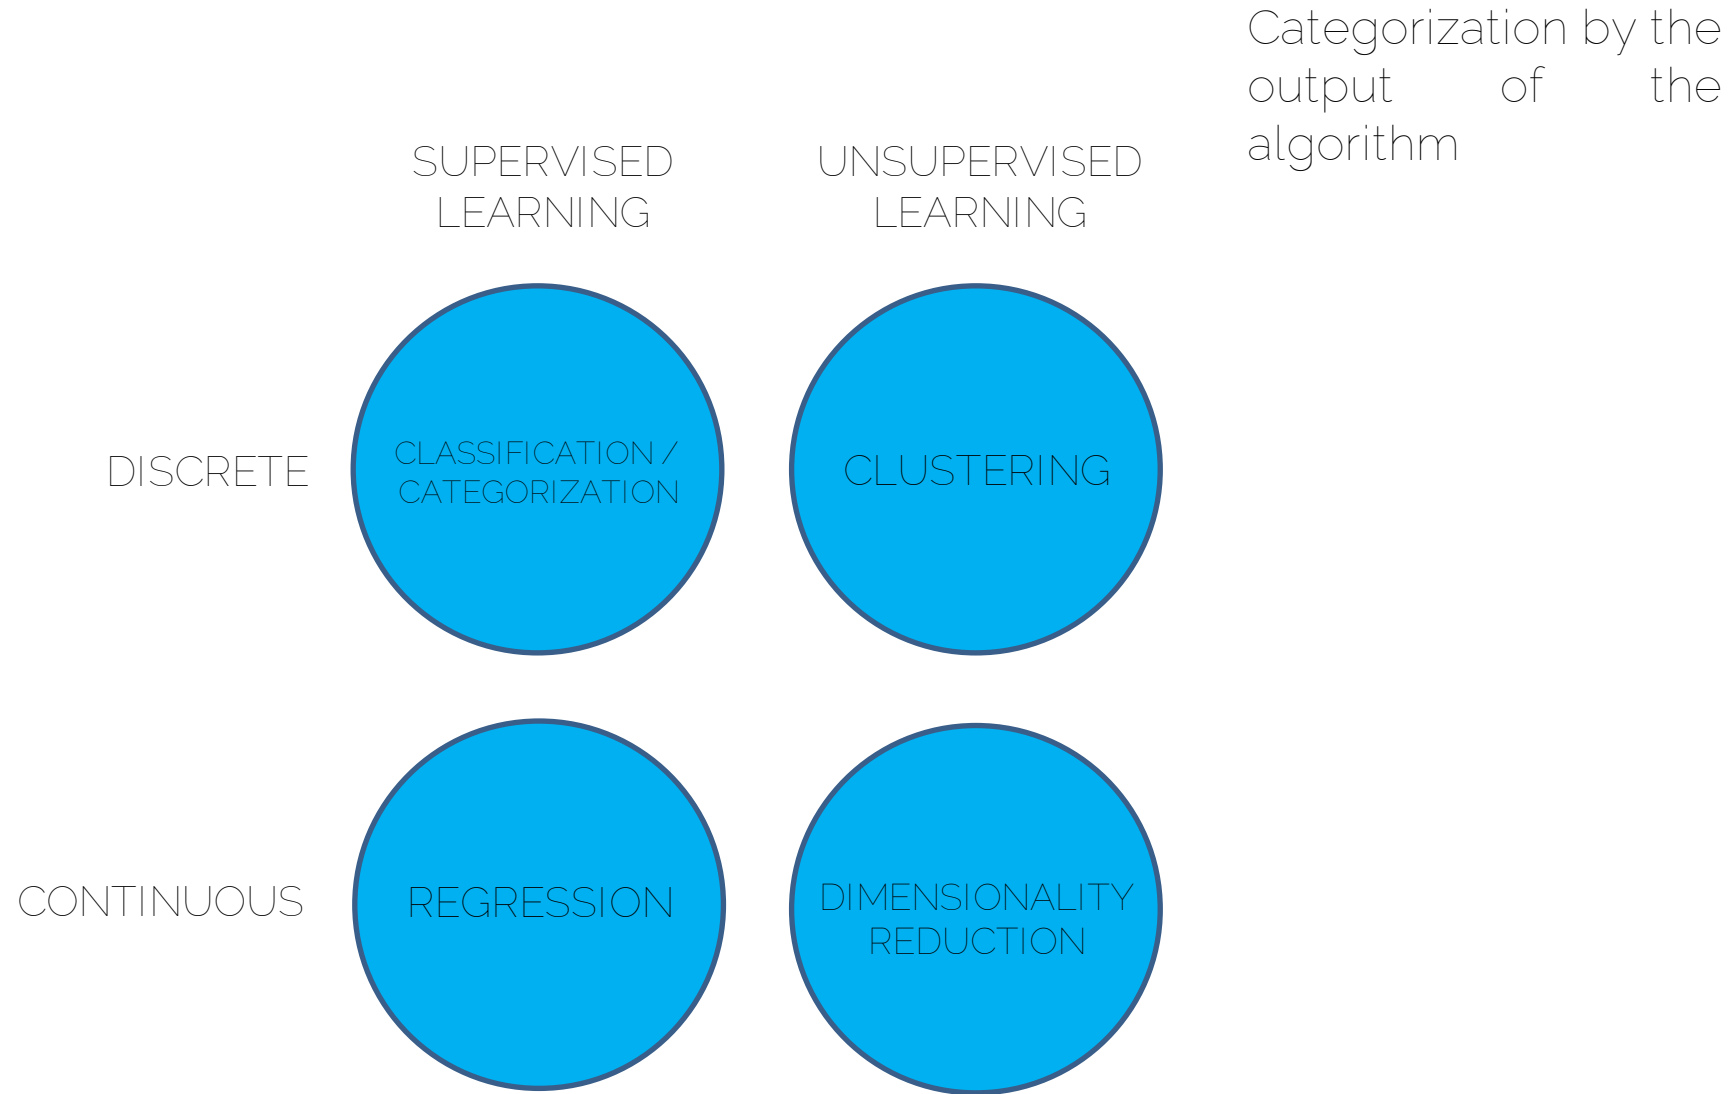 Categorization by the
output of the
algorithm
SUPERVISED
LEARNING
UNSUPERVISED
LEARNING
DISCRETE
CLASSIFICATION /
CATEGORIZATION
CLUSTERING
CONTINUOUS
REGRESSION
DIMENSIONALITY
REDUCTION